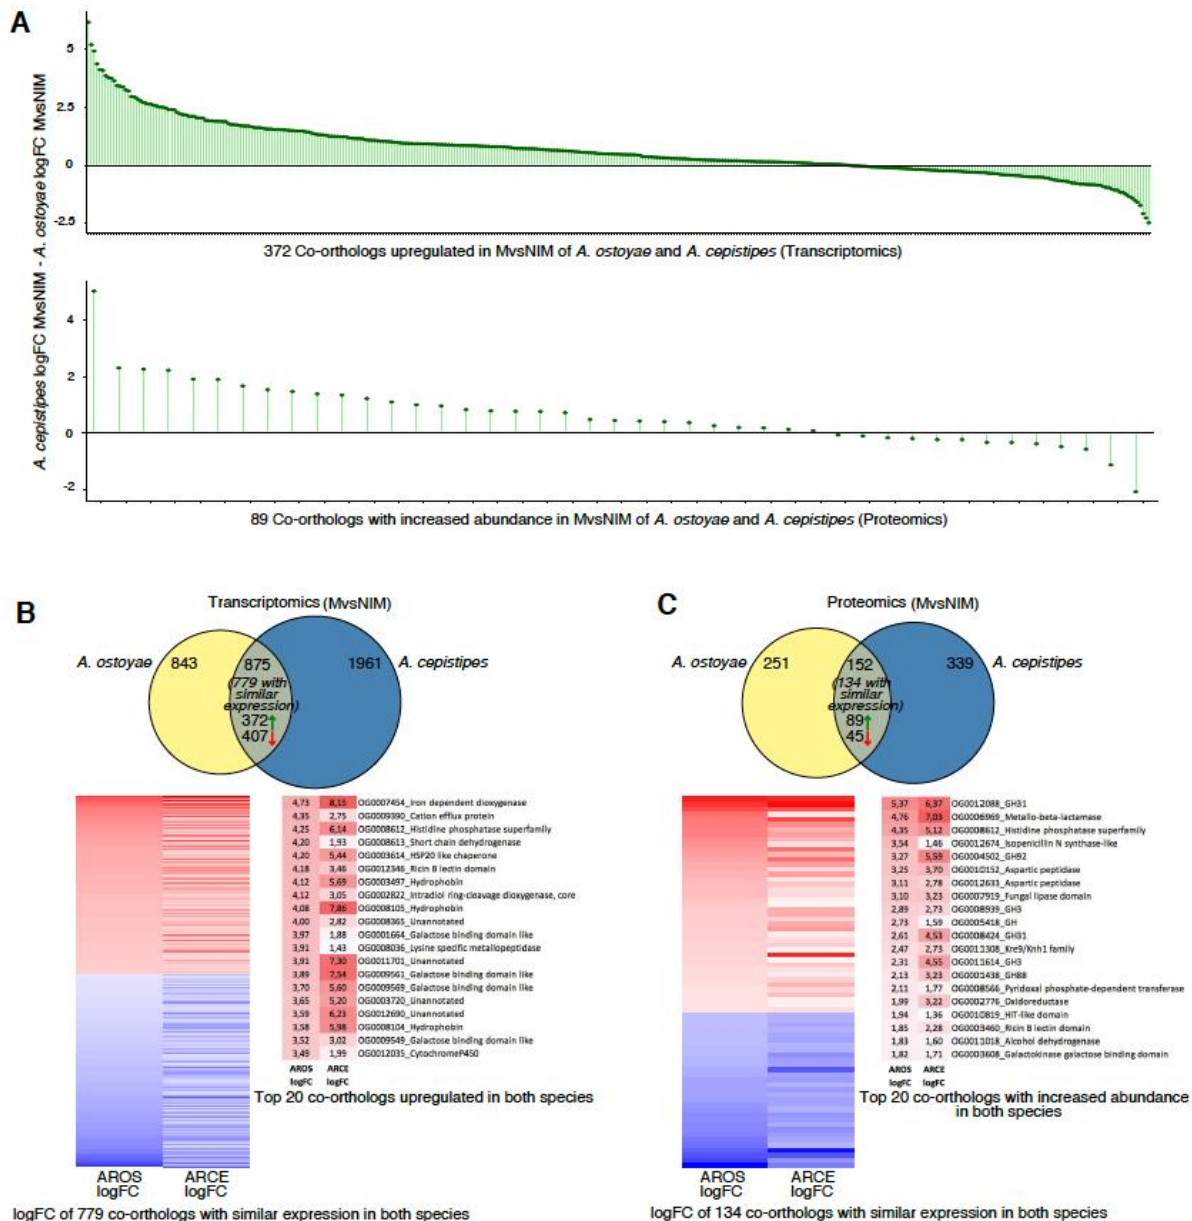 A
A. cepistipes logFC MvsNIM - A. ostoyae logFC MvsNIM
5
2.5
0
-2.5
372 Co-orthologs upregulated in MvsNIM of A. ostoyae and A. cepistipes (Transcriptomics)
4
2
0
-2
89 Co-orthologs with increased abundance in MvsNIM of A. ostoyae and A. cepistipes (Proteomics)
B
Transcriptomics (MvsNIM)
A. ostoyae 843 875 1961 A. cepistipes
(779 with
similar
expression)
372
407
4,73 8,15 OG0007454_Iron dependent dioxygenase
4,35 2,75 OG0009390_Cation efflux protein
4,25 6,14 OG0008612_Histidine phosphatase superfamily
4,20 1,93 OG0008613_Short chain dehydrogenase
4,20 5,44 OG0003614_HSP20 like chaperone
4,18 3,46 OG0012346_Ricin B lectin domain
4,12 5,69 OG0003497_Hydrophobin
4,12 3,05 OG0002822_Intradiol ring-cleavage dioxygenase, core
4,08 7,86 OG0008105_Hydrophobin
4,00 2,82 OG0008365_Unannotated
3,97 1,88 OG0001664_Galactose binding domain like
3,91 1,43 OG0008036_Lysine specific metallopeptidase
3,91 7,30 OG0011701_Unannotated
3,89 7,54 OG0009561_Galactose binding domain like
3,70 5,60 OG0009569_Galactose binding domain like
3,65 5,20 OG0003720_Unannotated
3,59 6,23 OG0012690_Unannotated
3,58 5,98 OG0008104_Hydrophobin
3,52 3,02 OG0009549_Galactose binding domain like
3,49 1,99 OG0012035_CytochromeP450
AROS ARCE
logFC logFC
Top 20 co-orthologs upregulated in both species
AROS ARCE
logFC logFC
logFC of 779 co-orthologs with similar expression in both species
C
Proteomics (MvsNIM)
A. ostoyae 251 152 339 A. cepistipes
(134 with
similar
expression)
89
45
5,37 6,37 OG0012088_GH31
4,76 7,03 OG0006969_Metallo-beta-lactamase
4,35 5,12 OG0008612_Histidine phosphatase superfamily
3,54 1,46 OG0012674_Isopenicillin N synthase-like
3,27 5,59 OG0004502_GH92
3,25 3,70 OG0010152_Aspartic peptidase
3,11 2,78 OG0012633_Aspartic peptidase
3,10 3,23 OG0007919_Fungal lipase domain
2,89 2,73 OG0008939_GH3
2,73 1,59 OG0005418_GH
2,61 4,53 OG0008424_GH31
2,47 2,73 OG0011308_Kre9/Knh1 family
2,31 4,55 OG0011614_GH3
2,13 3,23 OG0001438_GH88
2,11 1,77 OG0008566_Pyridoxal phosphate-dependent transferase
1,99 3,22 OG0002776_Oxidoreductase
1,94 1,36 OG0010819_HIT-like domain
1,85 2,28 OG0003460_Ricin B lectin domain
1,83 1,60 OG0011018_Alcohol dehydrogenase
1,82 1,71 OG0003608_Galactokinase galactose binding domain
AROS ARCE
logFC logFC
Top 20 co-orthologs with increased abundance
in both species
AROS ARCE
logFC logFC
logFC of 134 co-orthologs with similar expression in both species